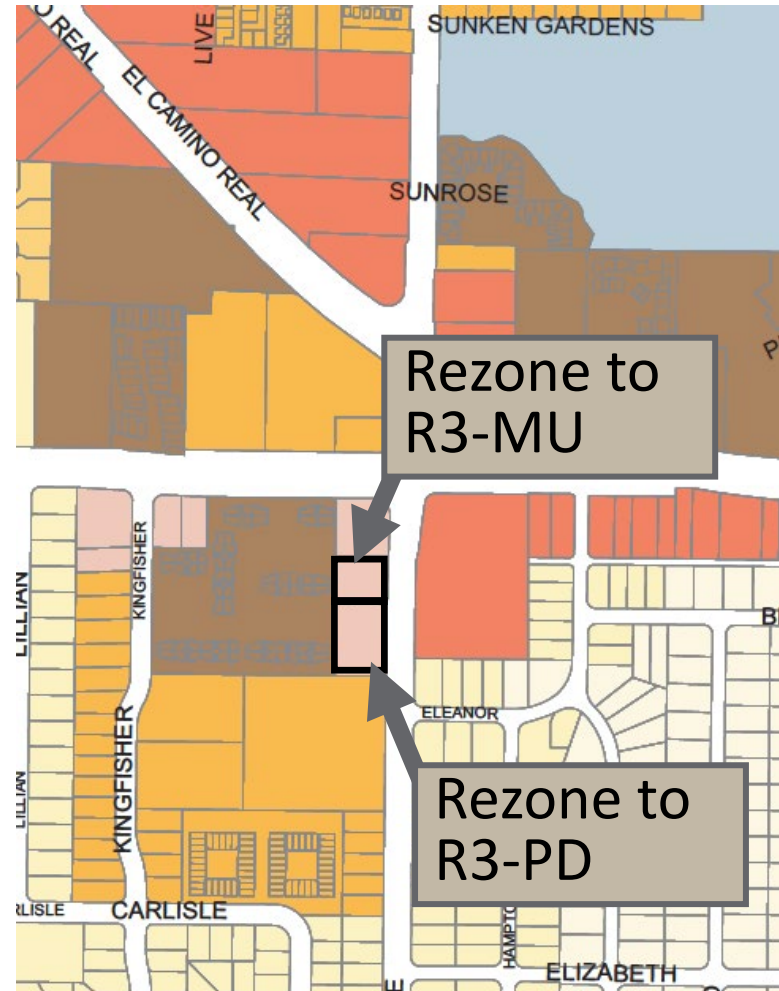 O REAL
LIVE
SUNKEN GARDENS
EL CAMINO REAL
SUNROSE
Rezone to
R3-MU
KINGFISHER
LILLIAN
ELEANOR
KINGFISHER
LILLIAN
Rezone to
R3-PD
RLISLE
CARLISLE
HAMPTO
ELIZABETH